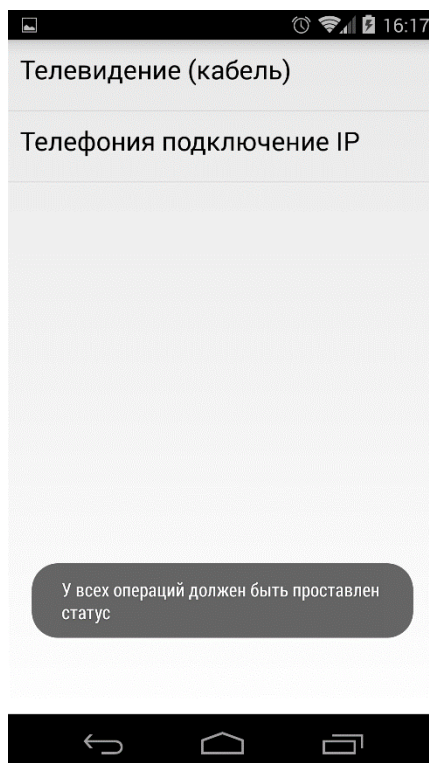 16:17
Телевидение (кабель)
Телефония подключение IP
У всех операций должен быть проставлен
статус